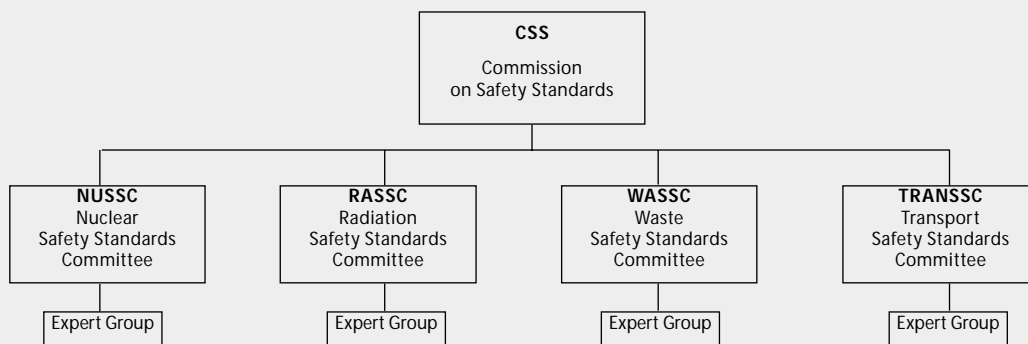 CSS
Commission
on Safety Standards
NUSSC
Nuclear
Safety Standards
Committee
RASSC
Radiation
Safety Standards
Committee
WASSC
Waste
Safety Standards
Committee
TRANSSC
Transport
Safety Standards
Committee
Expert Group
Expert Group
Expert Group
Expert Group